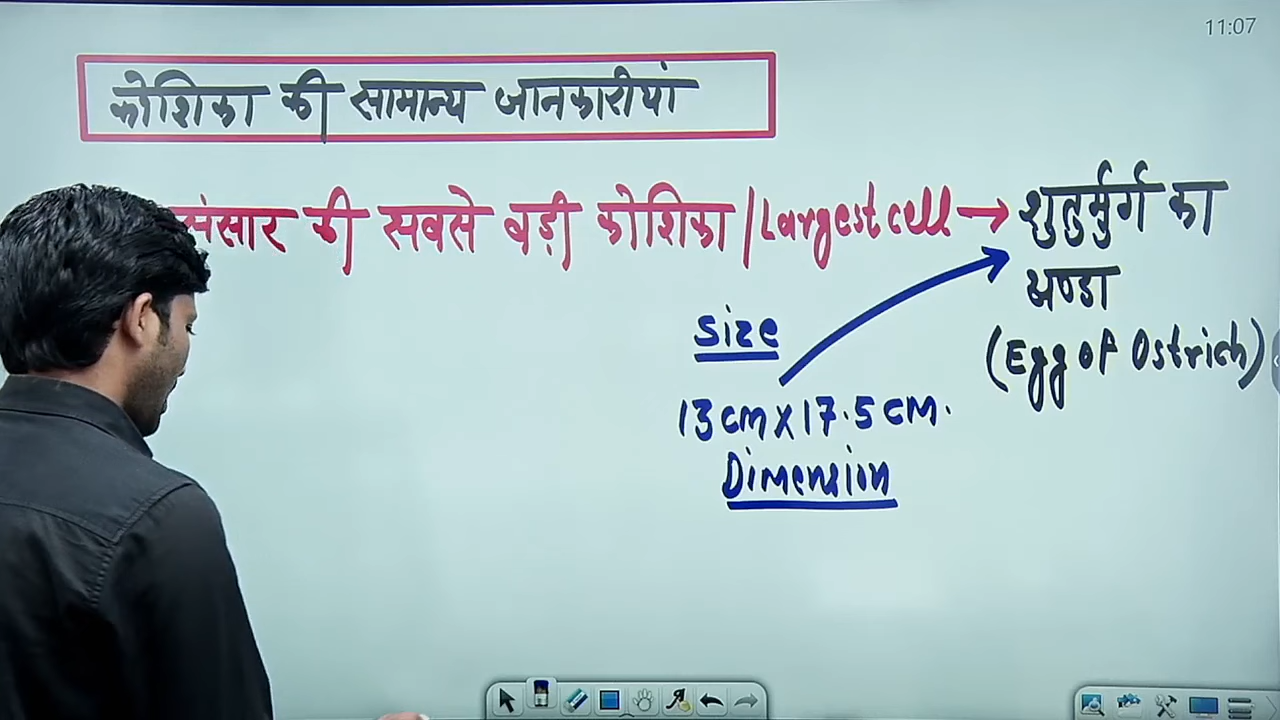 11:07
कोशिका की सामान्य जानकारीयां
संसार की सबसे बड़ी कोशिका / Largest cell → शुतुर्मुर्ग का
अण्डा
(Egg of Ostrich)
Size
13 cm x 17.5 cm.
Dimension